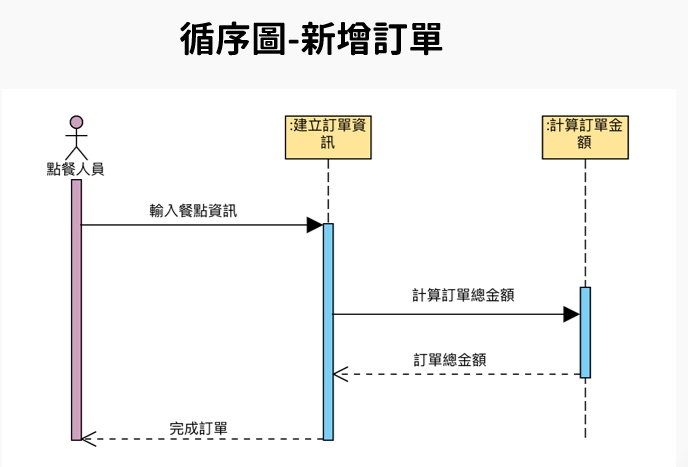 循序圖-新增訂單
點餐人員
:建立訂單資
訊
:計算訂單金
額
輸入餐點資訊
計算訂單總金額
訂單總金額
完成訂單